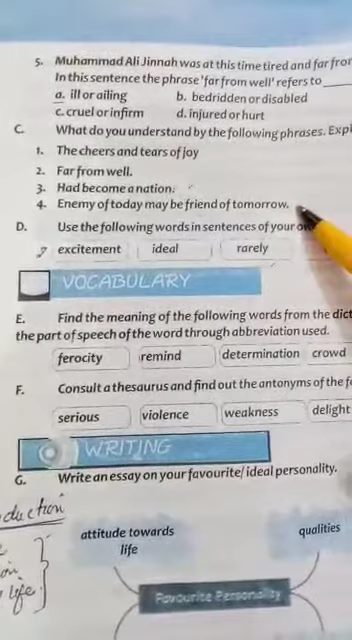 5. Muhammad Ali Jinnah was at this time tired and far from
In this sentence the phrase 'far from well' refers to
a. ill or ailing b. bedridden or disabled
c. cruel or infirm d. injured or hurt
C. What do you understand by the following phrases.
1. The cheers and tears of joy
2. Far from well.
3. Had become a nation.
4. Enemy of today may be friend of tomorrow.
D. Use the following words in sentences of your
excitement ideal rarely
VOCABULARY
E. Find the meaning of the following words from the
the part of speech of the word through abbreviation used.
ferocity remind determination crowd
F. Consult a thesaurus and find out the antonyms of the
serious violence weakness delight
WRITING
G. Write an essay on your favourite/ideal personality.
duction
attitude towards qualities
life
life
Favourite Personality